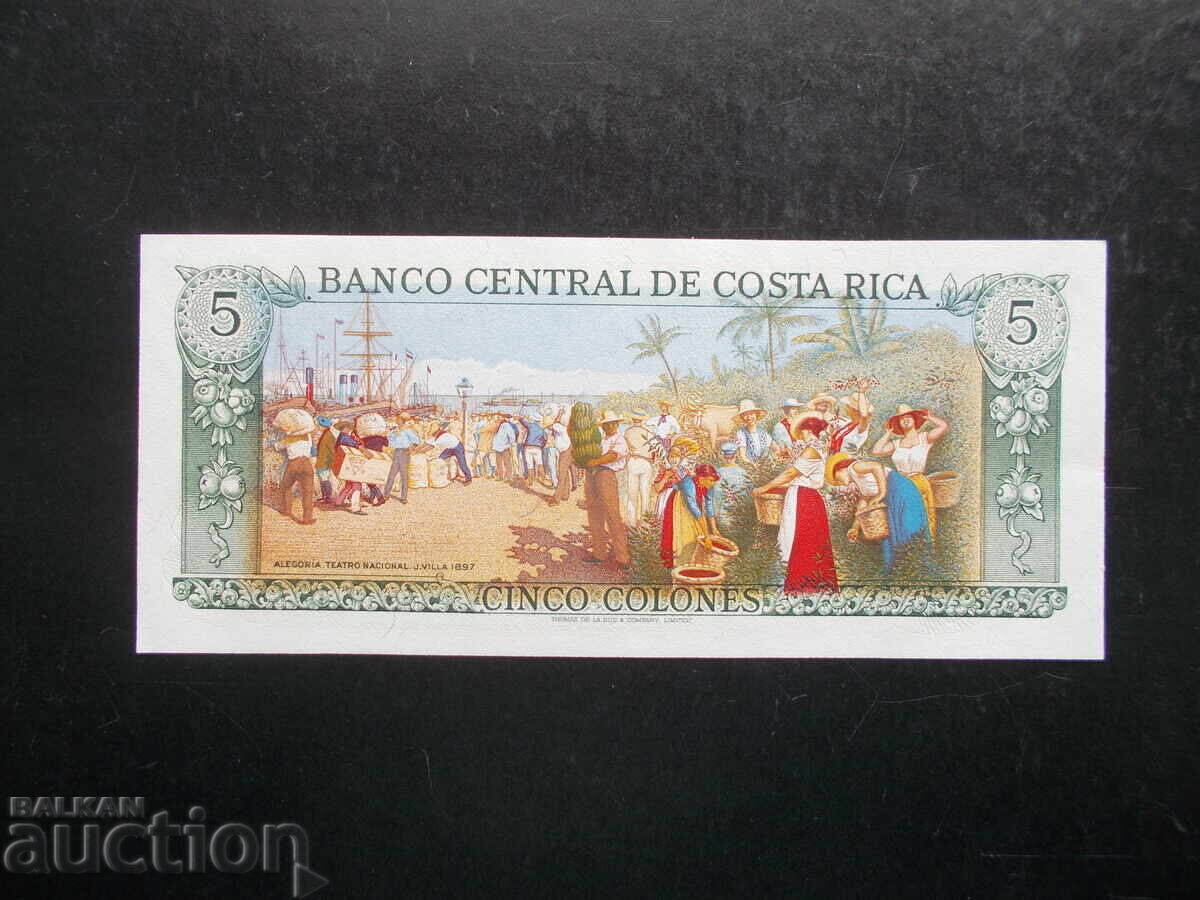 BANCO CENTRAL DE COSTA RICA
5 5
ALEGORIA. TEATRO NACIONAL. J. VILLA 1897
CINCO COLONES
THOMAS DE LA RUE & COMPANY, LIMITED
BALKAN
auction